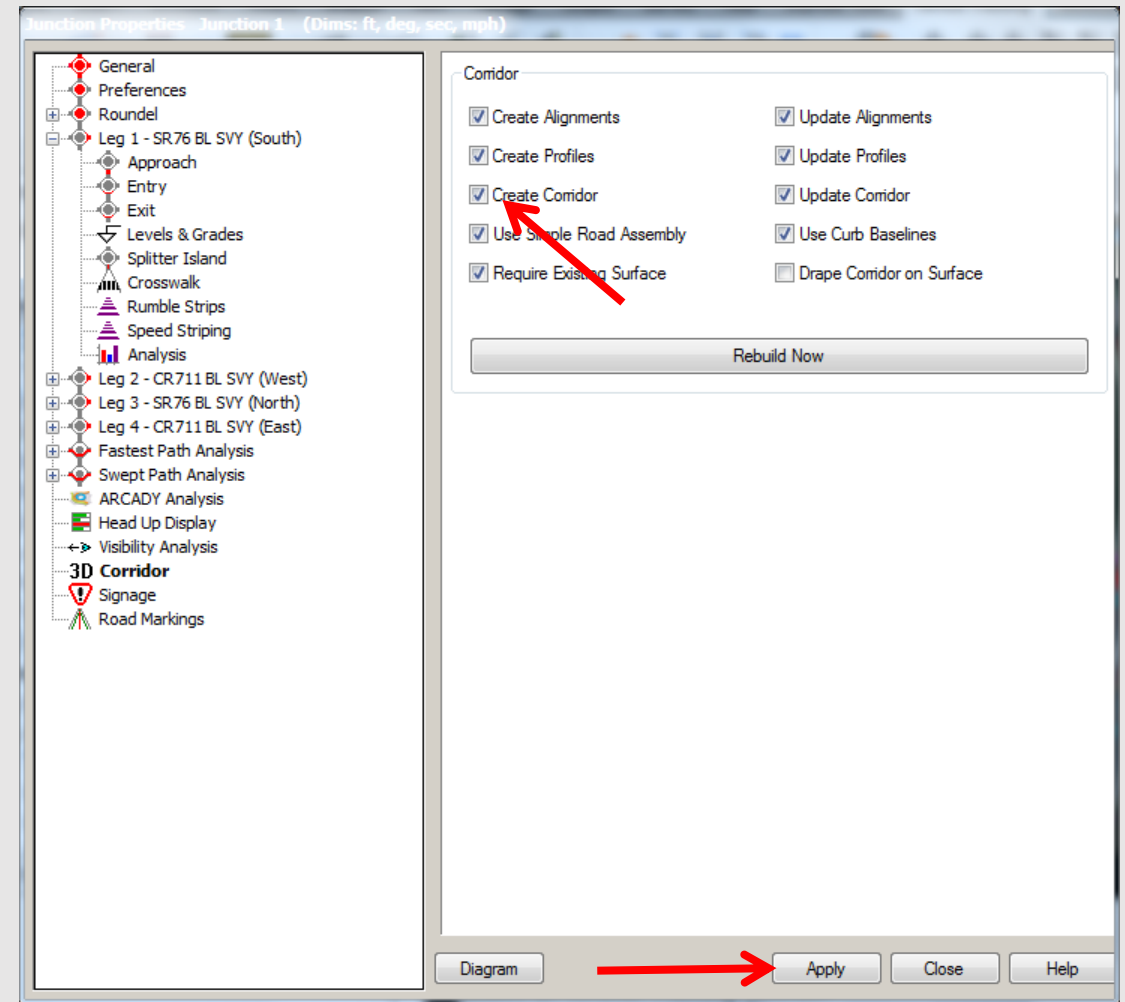 Junction Properties Junction 1 (Dims: ft, deg, sec, mph)
General
Preferences
Roundel
Leg 1 - SR76 BL SVY (South)
Approach
Entry
Exit
Levels & Grades
Splitter Island
Crosswalk
Rumble Strips
Speed Striping
Analysis
Leg 2 - CR711 BL SVY (West)
Leg 3 - SR76 BL SVY (North)
Leg 4 - CR711 BL SVY (East)
Fastest Path Analysis
Swept Path Analysis
ARCADY Analysis
Head Up Display
Visibility Analysis
3D Corridor
Signage
Road Markings
Corridor
Create Alignments Update Alignments
Create Profiles Update Profiles
Create Corridor Update Corridor
Use Simple Road Assembly Use Curb Baselines
Require Existing Surface Drape Corridor on Surface
Rebuild Now
Diagram Apply Close Help